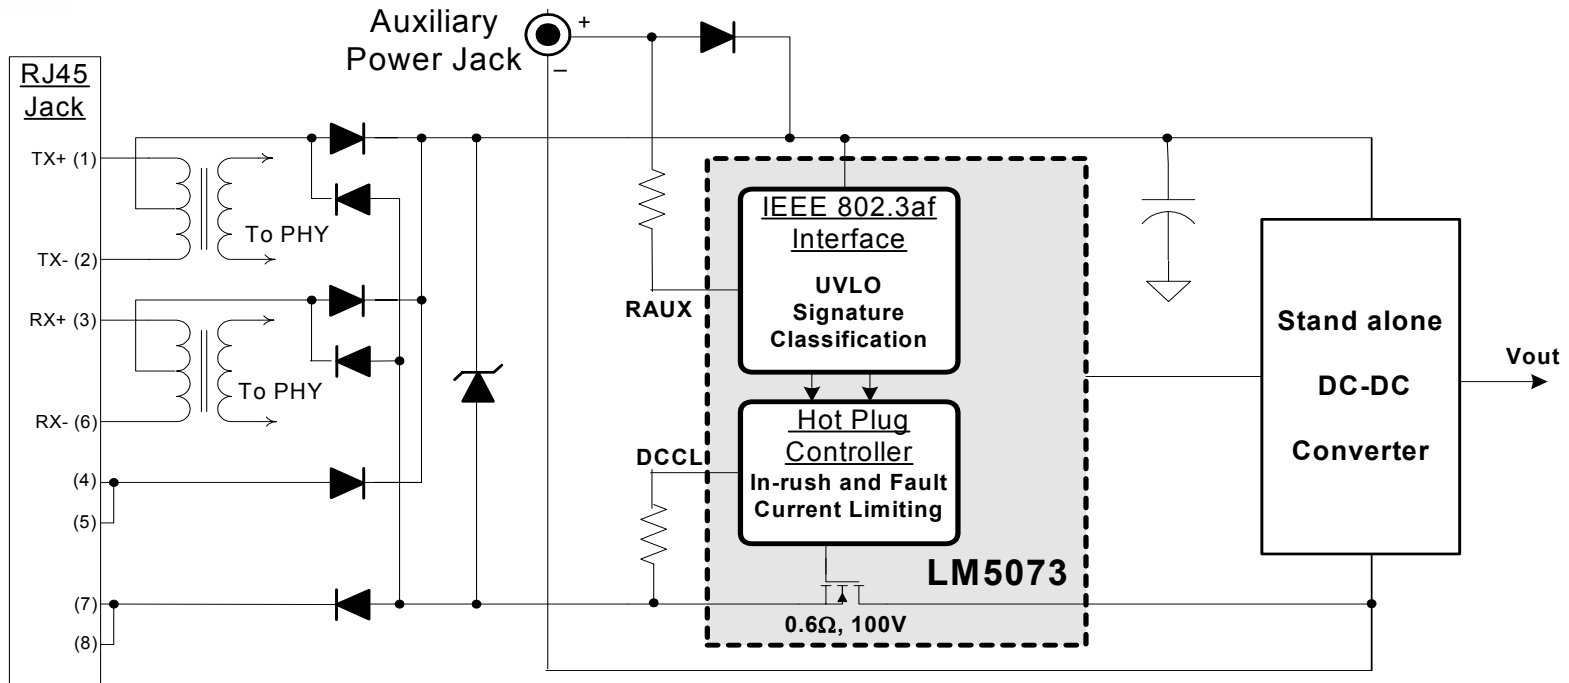 Auxiliary
Power Jack
+
–
RJ45
Jack
TX+ (1)
TX- (2)
To PHY
RX+ (3)
RX- (6)
To PHY
(4)
(5)
(7)
(8)
RAUX
DCCL
IEEE 802.3af
Interface
UVLO
Signature
Classification
Hot Plug
Controller
In-rush and Fault
Current Limiting
LM5073
0.6Ω, 100V
Stand alone
DC-DC
Converter
Vout